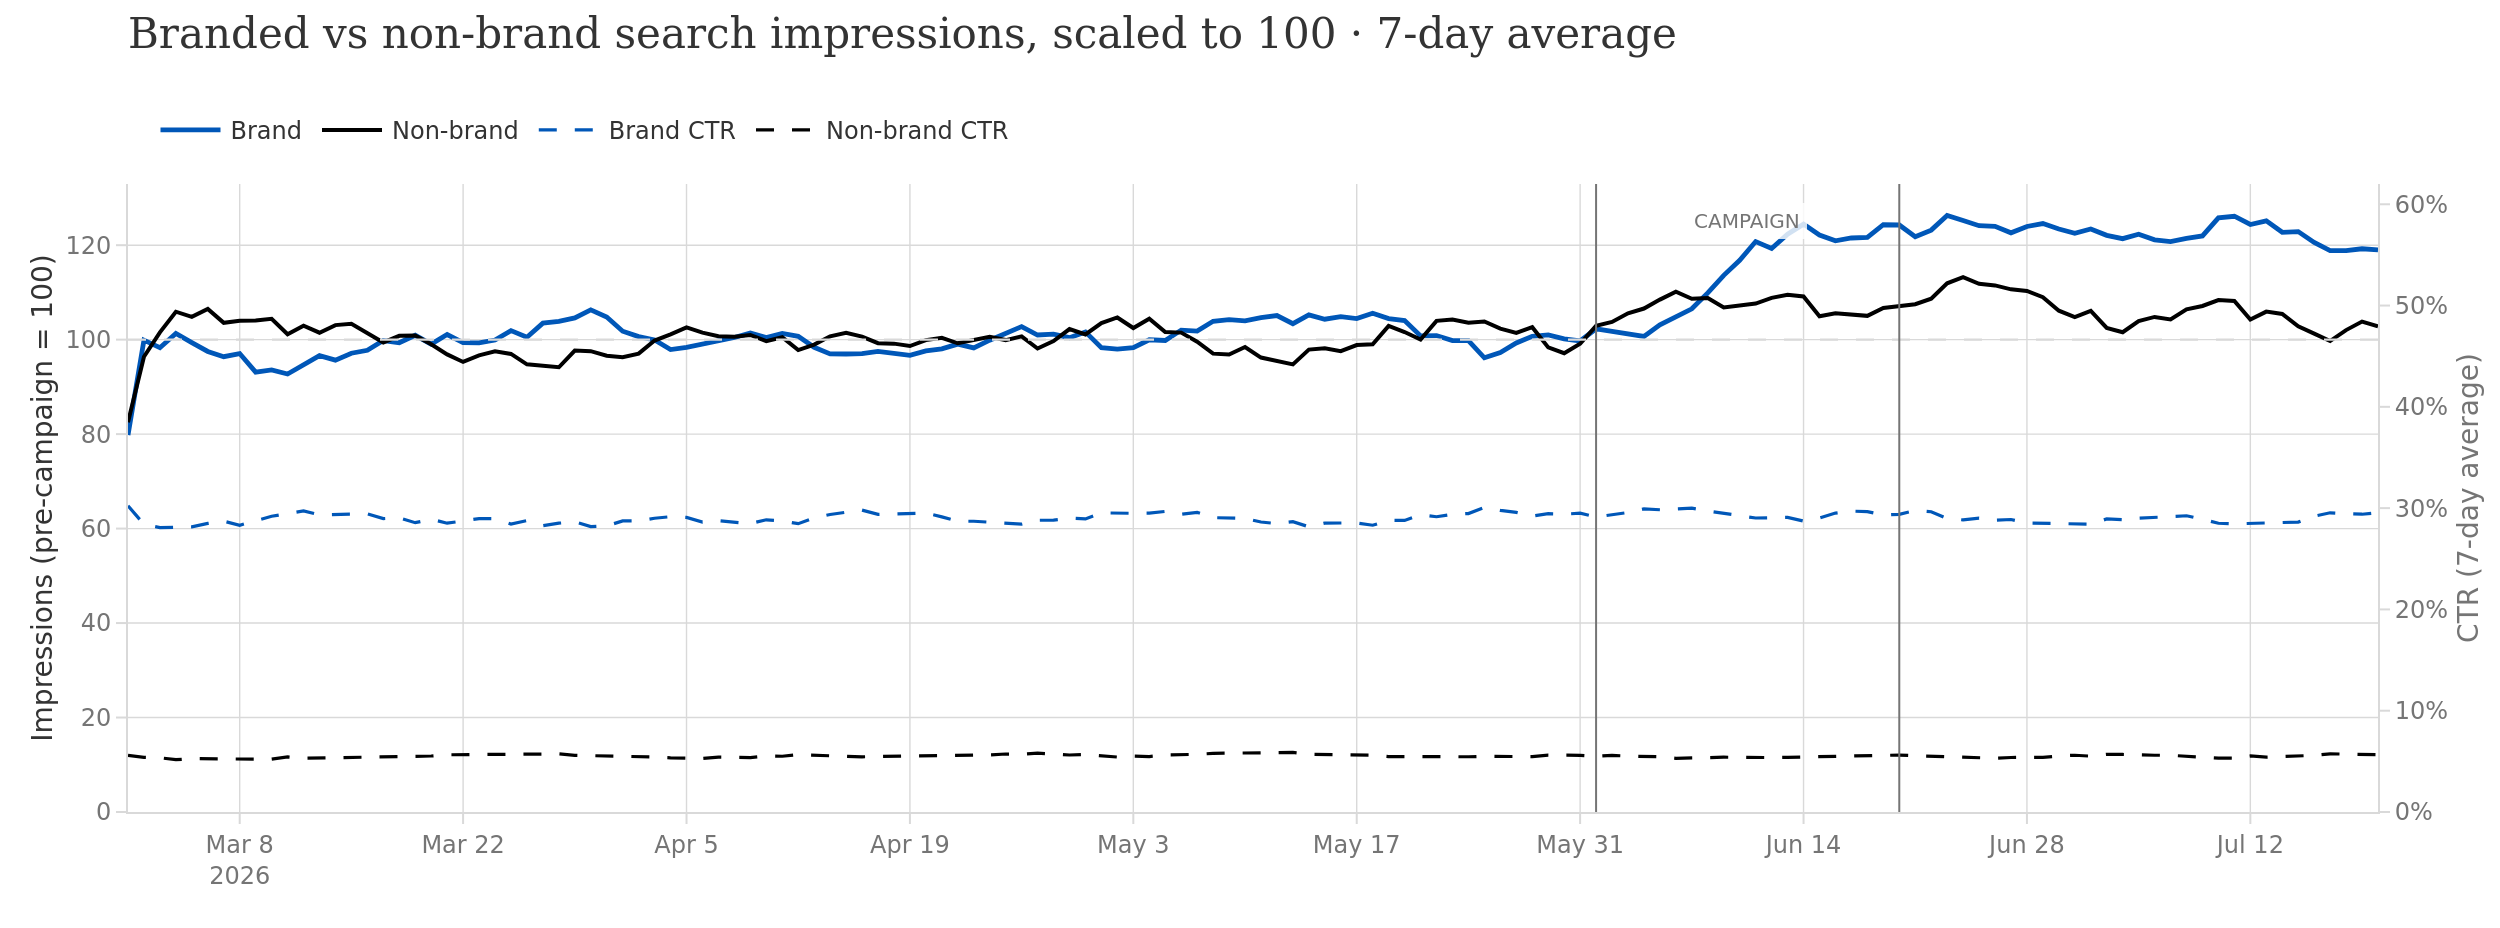 Branded vs non-brand search impressions, scaled to 100 · 7-day average
Brand
Non-brand
Brand CTR
Non-brand CTR
CAMPAIGN
Impressions (pre-campaign = 100)
120
100
80
60
40
20
0
60%
50%
40%
30%
20%
10%
0%
CTR (7-day average)
Mar 8
2026
Mar 22
Apr 5
Apr 19
May 3
May 17
May 31
Jun 14
Jun 28
Jul 12